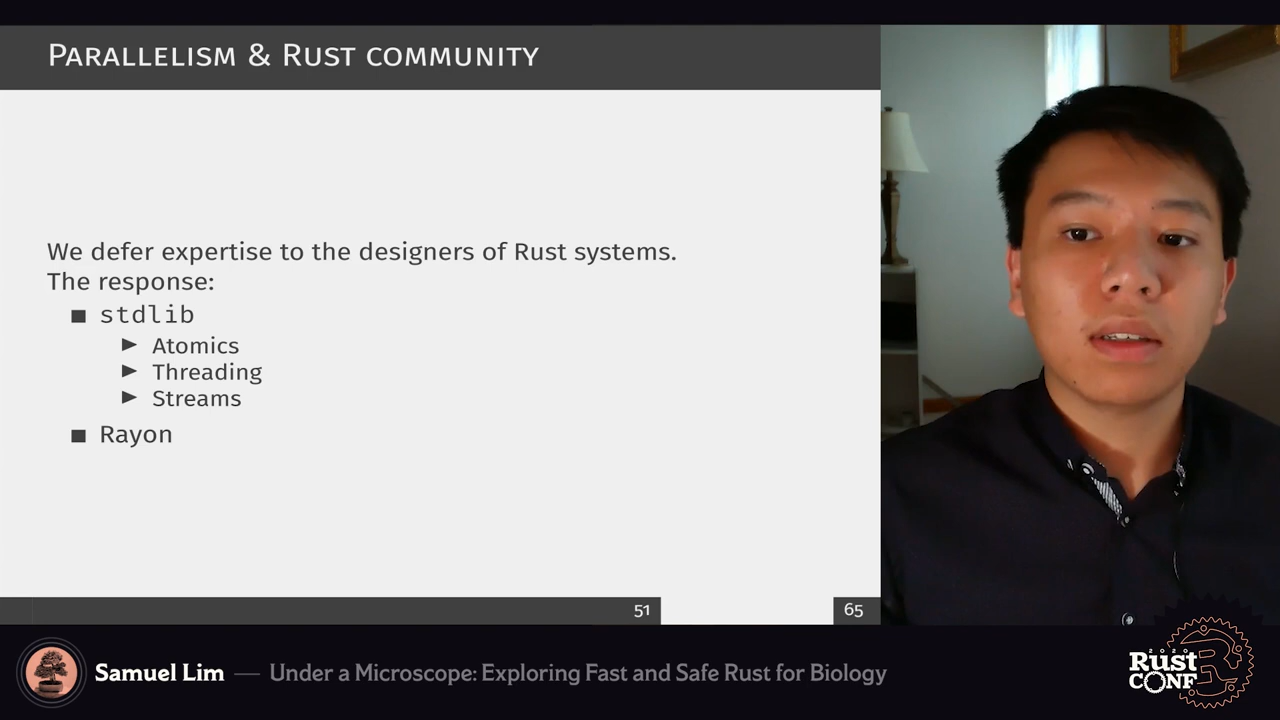 Parallelism & Rust community
We defer expertise to the designers of Rust systems.
The response:
stdlib
Atomics
Threading
Streams
Rayon
51
65
Samuel Lim — Under a Microscope: Exploring Fast and Safe Rust for Biology
2020
Rust
CONF